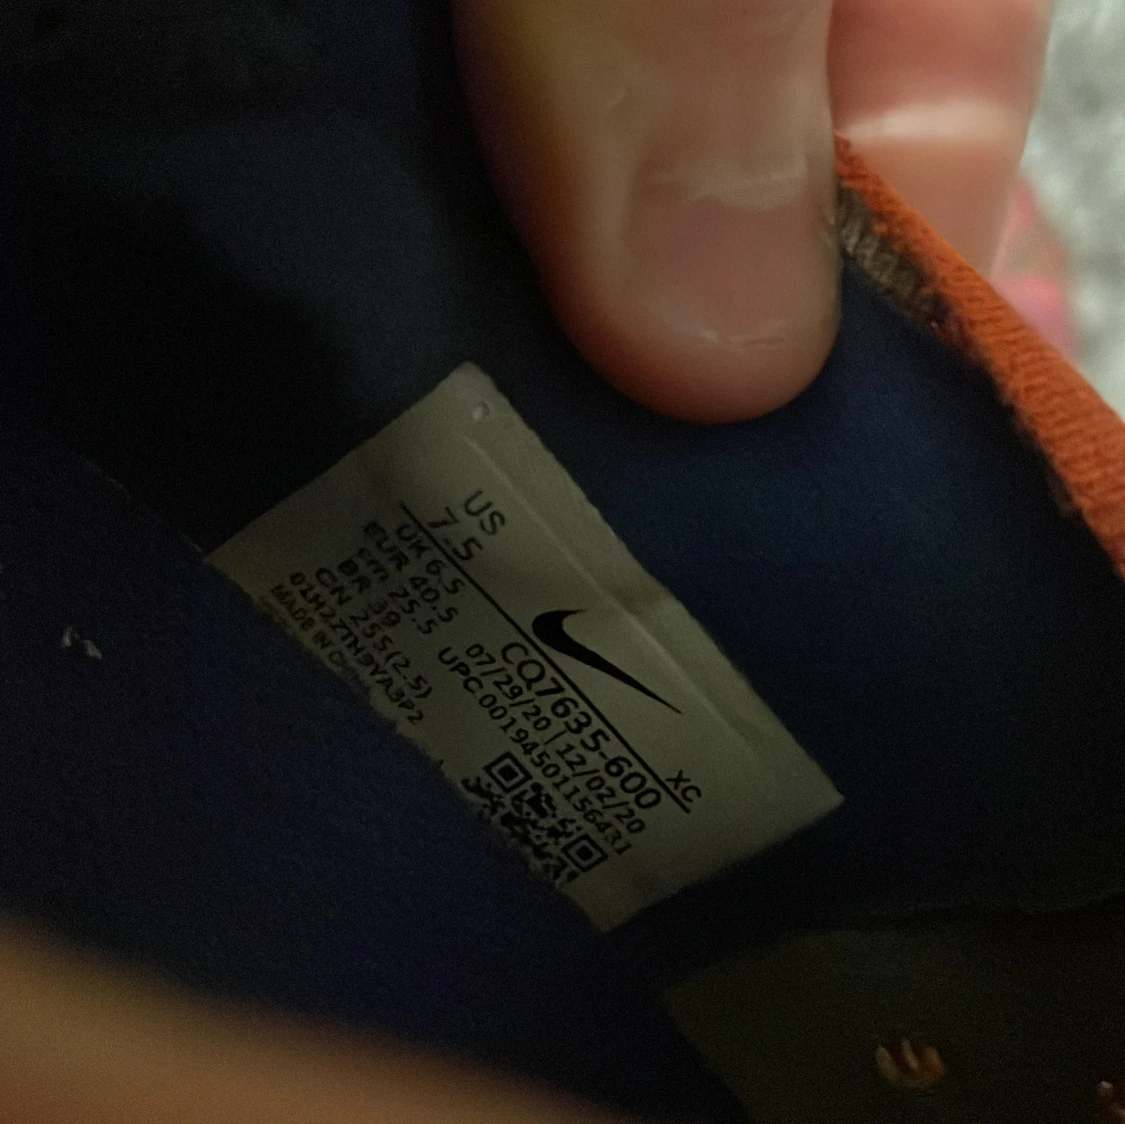 US
7.5
UK 6.5
EUR 40.5
cm 25.5
BR 39
CN 255(2.5)
01H2Z1N9YA3P2
MADE IN CHINA
XC
CQ7635-600
07/29/20 | 12/02/20
UPC:00194501156431